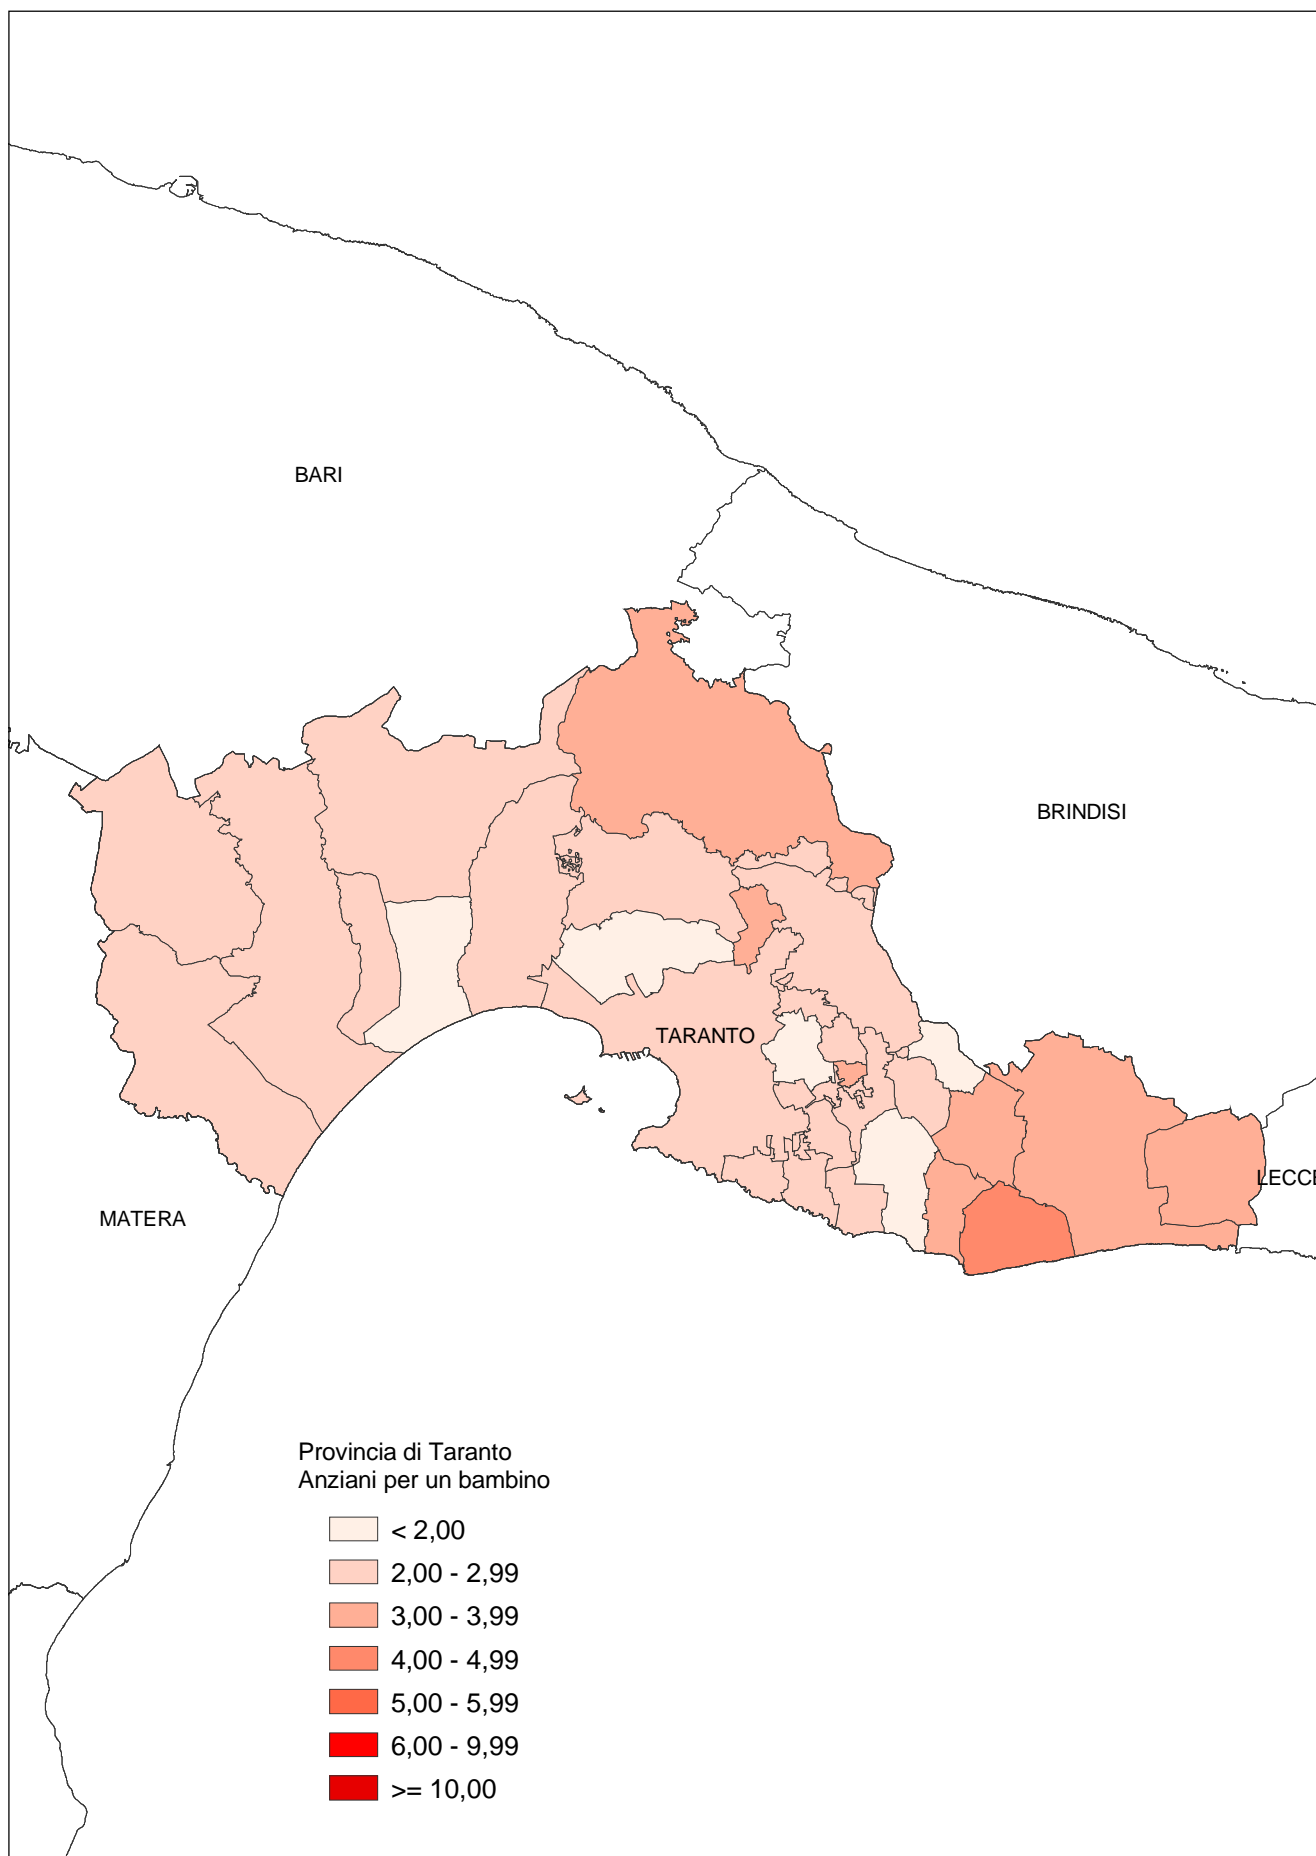 BARI
BRINDISI
TARANTO
LECCE
MATERA
Provincia di Taranto
Anziani per un bambino
< 2,00
2,00 - 2,99
3,00 - 3,99
4,00 - 4,99
5,00 - 5,99
6,00 - 9,99
>= 10,00